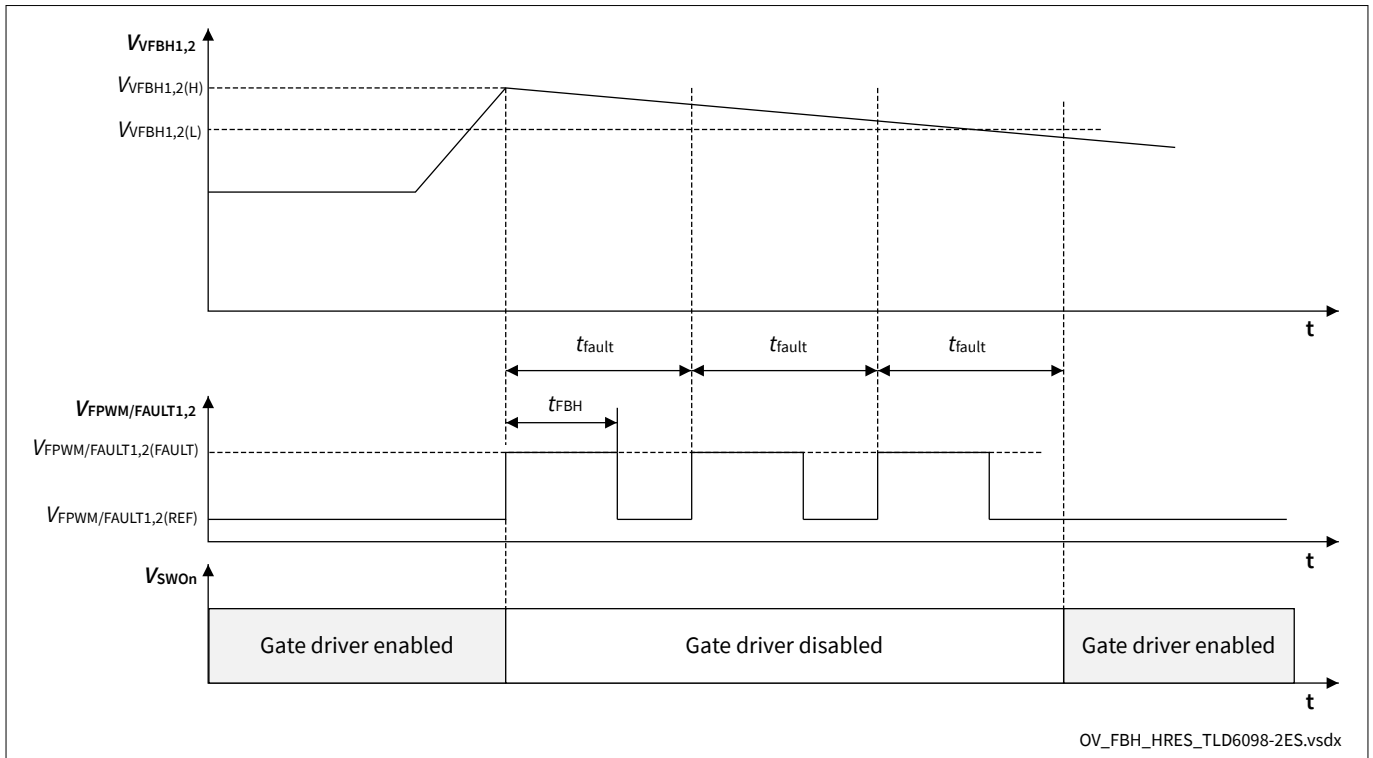 VVFBH1,2
VVFBH1,2(H)
VVFBH1,2(L)
t
tfault tfault tfault
VFPWM/FAULT1,2
tFBH
VFPWM/FAULT1,2(FAULT)
VFPWM/FAULT1,2(REF)
t
VSWOn
Gate driver enabled Gate driver disabled Gate driver enabled
t
OV_FBH_HRES_TLD6098-2ES.vsdx